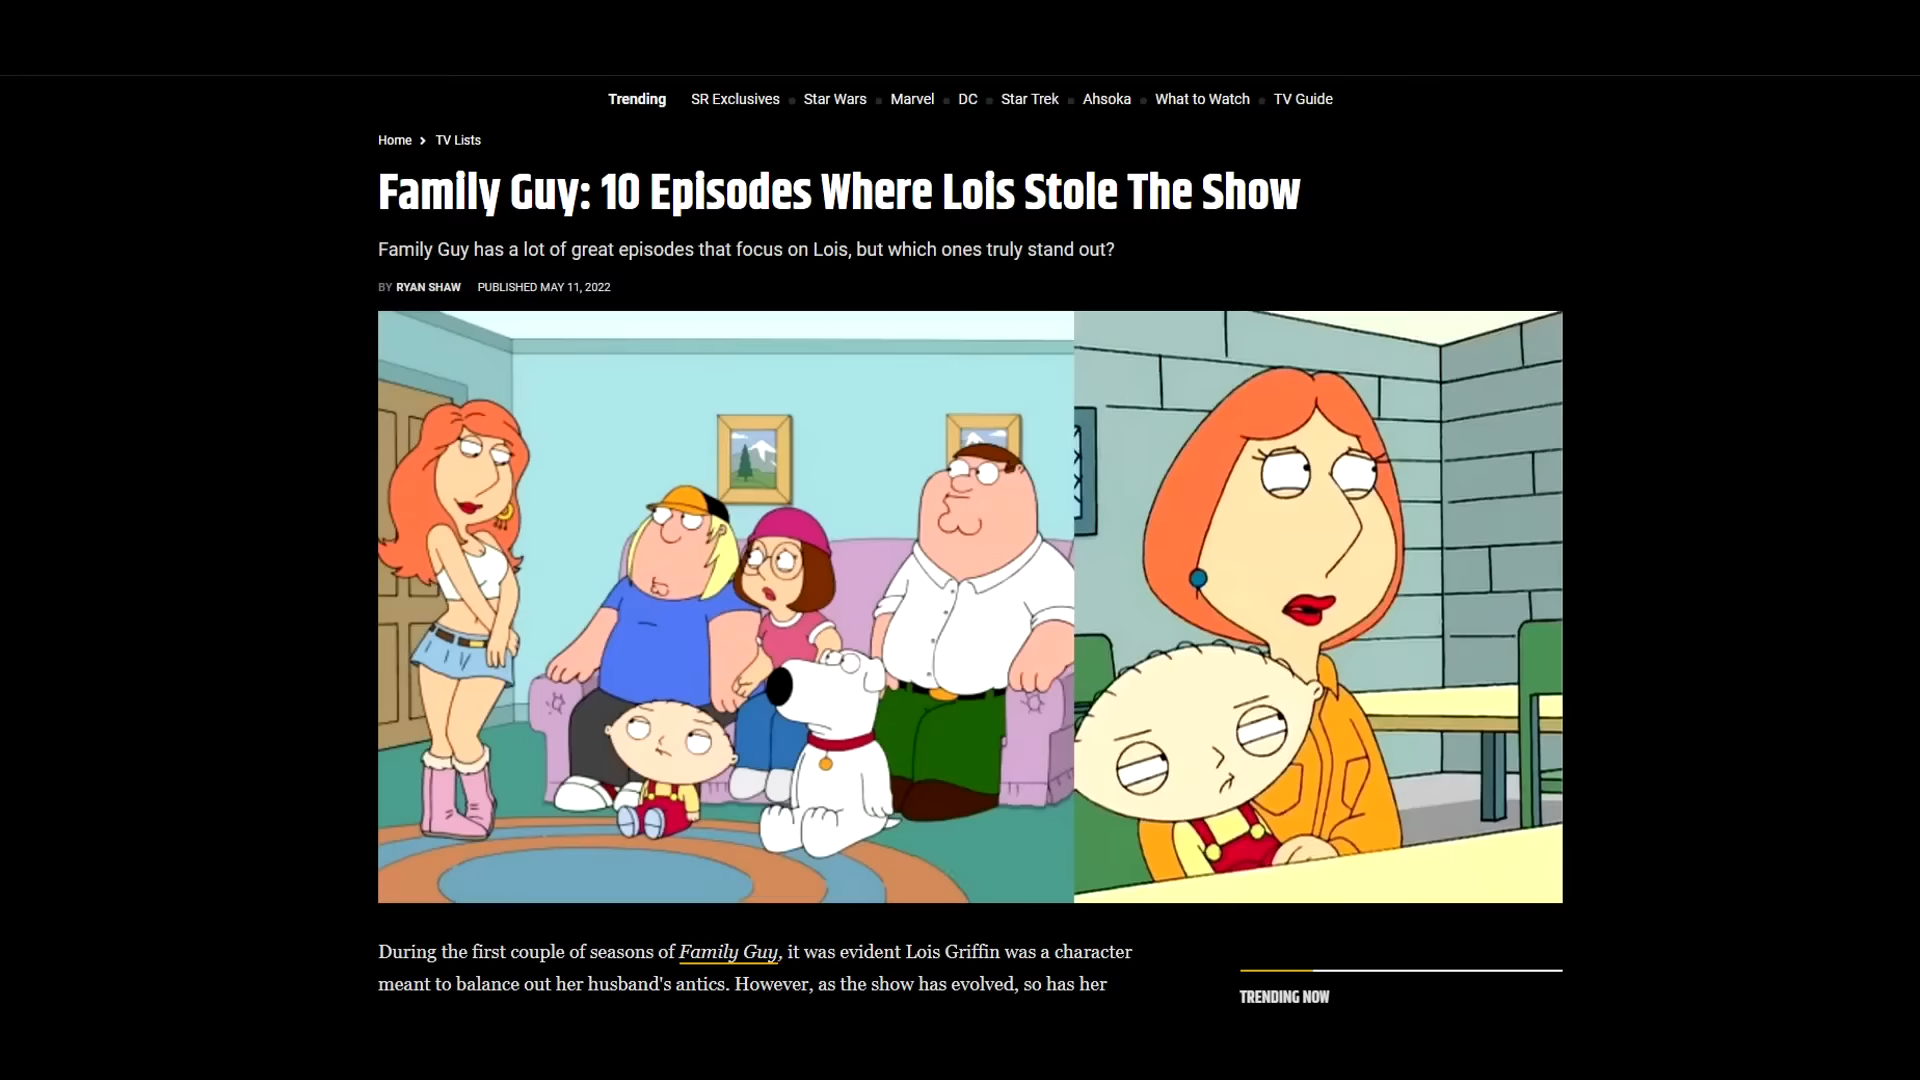 Trending SR Exclusives Star Wars Marvel DC Star Trek Ahsoka What to Watch TV Guide
Home > TV Lists
Family Guy: 10 Episodes Where Lois Stole The Show
Family Guy has a lot of great episodes that focus on Lois, but which ones truly stand out?
BY RYAN SHAW PUBLISHED MAY 11, 2022
During the first couple of seasons of Family Guy, it was evident Lois Griffin was a character
meant to balance out her husband's antics. However, as the show has evolved, so has her
TRENDING NOW